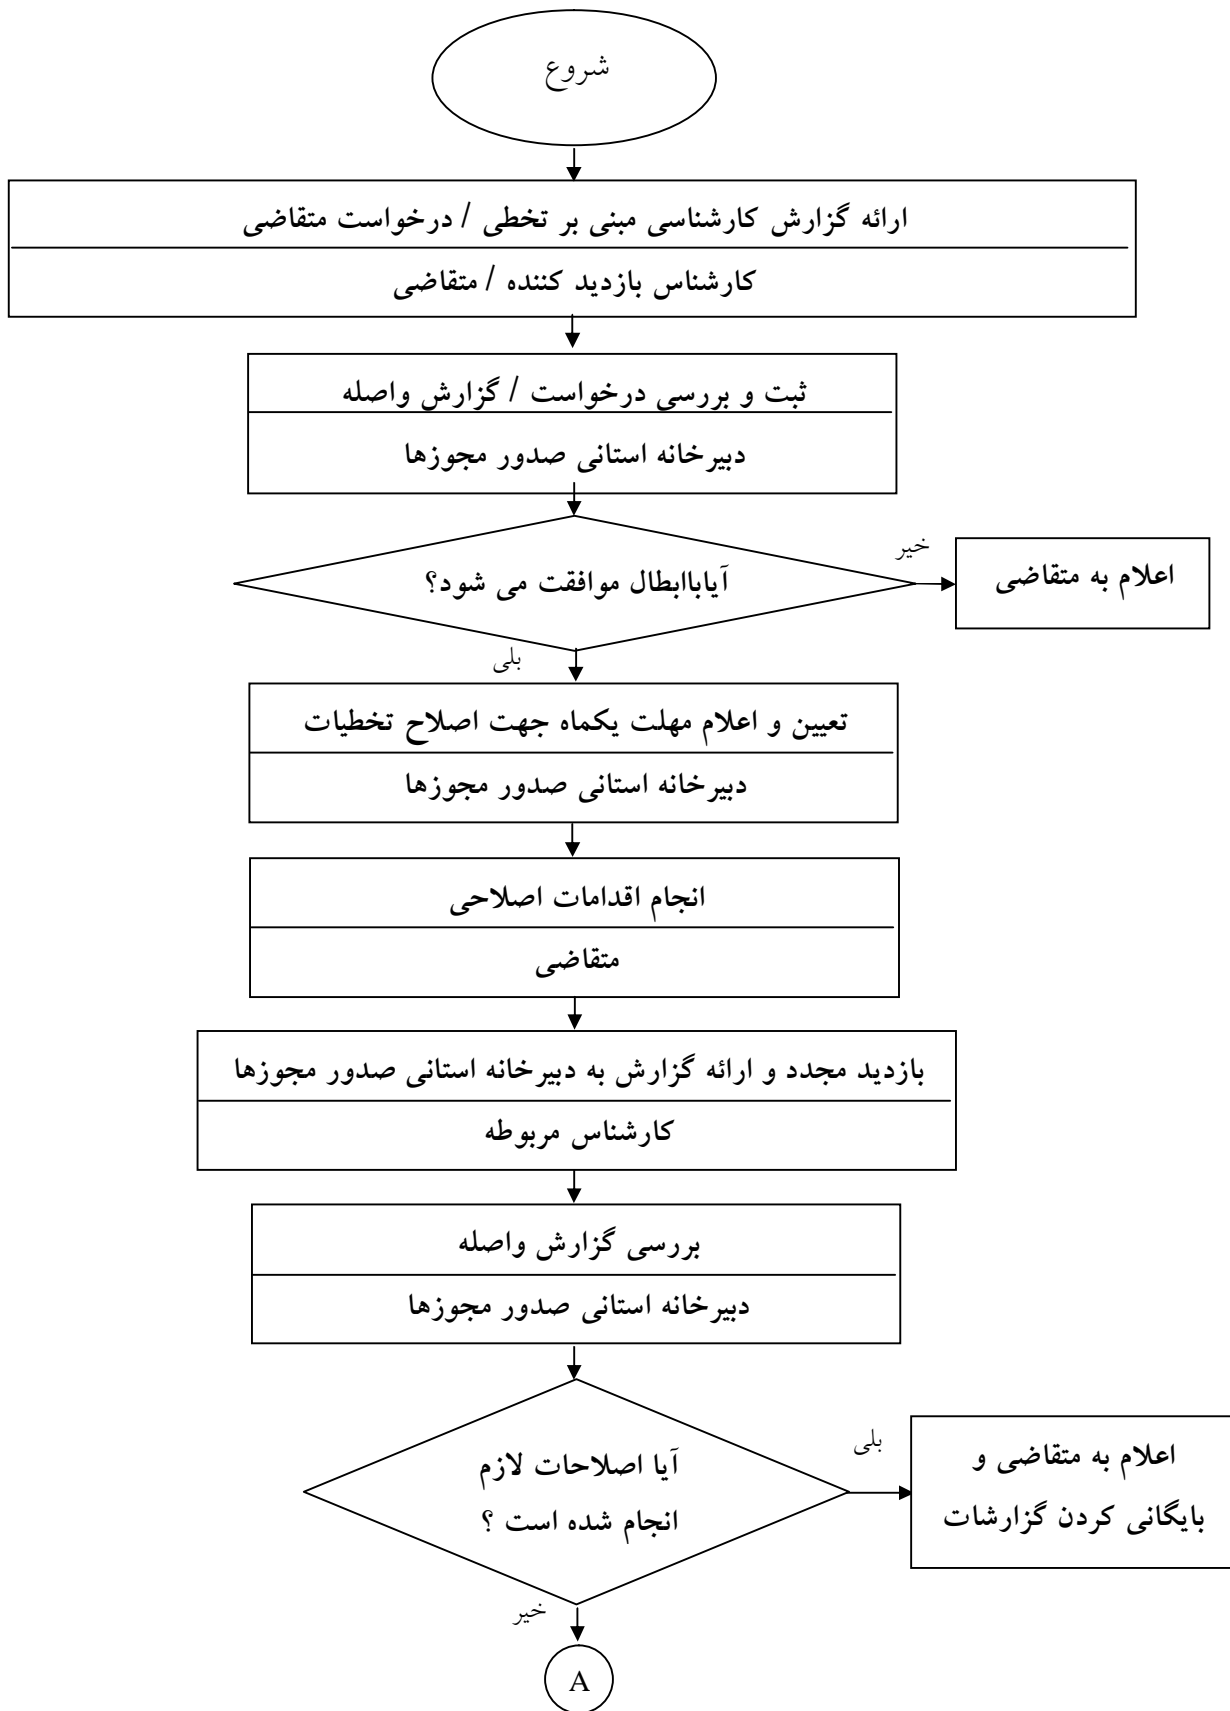 شروع
ارائه گزارش کارشناسی مبنی بر تخطی / درخواست متقاضی
کارشناس بازدید کننده / متقاضی
ثبت و بررسی درخواست / گزارش واصله
دبیرخانه استانی صدور مجوزها
آیاباابطال موافقت می شود؟
خیر
اعلام به متقاضی
بلی
تعیین و اعلام مهلت یکماه جهت اصلاح تخطیات
دبیرخانه استانی صدور مجوزها
انجام اقدامات اصلاحی
متقاضی
بازدید مجدد و ارائه گزارش به دبیرخانه استانی صدور مجوزها
کارشناس مربوطه
بررسی گزارش واصله
دبیرخانه استانی صدور مجوزها
آیا اصلاحات لازم
انجام شده است ؟
بلی
اعلام به متقاضی و
بایگانی کردن گزارشات
خیر
A